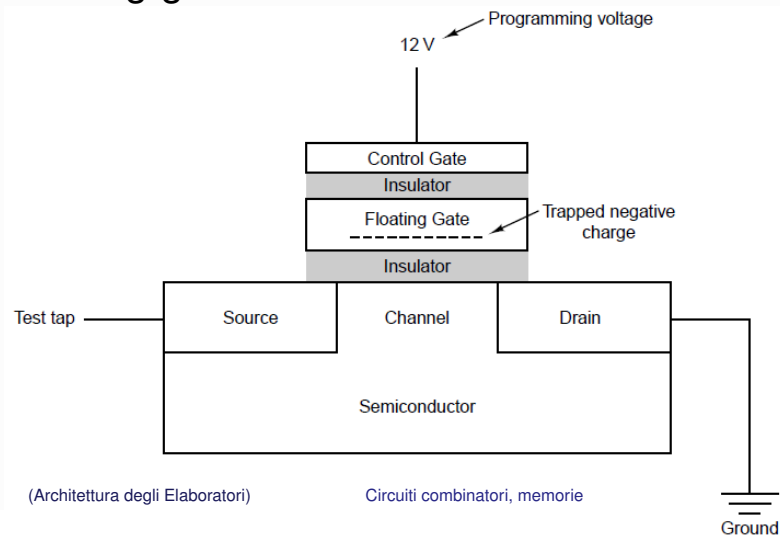 Programming voltage
12 V
Control Gate
Insulator
Floating Gate
Trapped negative
charge
Insulator
Test tap
Source
Channel
Drain
Semiconductor
(Architettura degli Elaboratori)
Circuiti combinatori, memorie
Ground